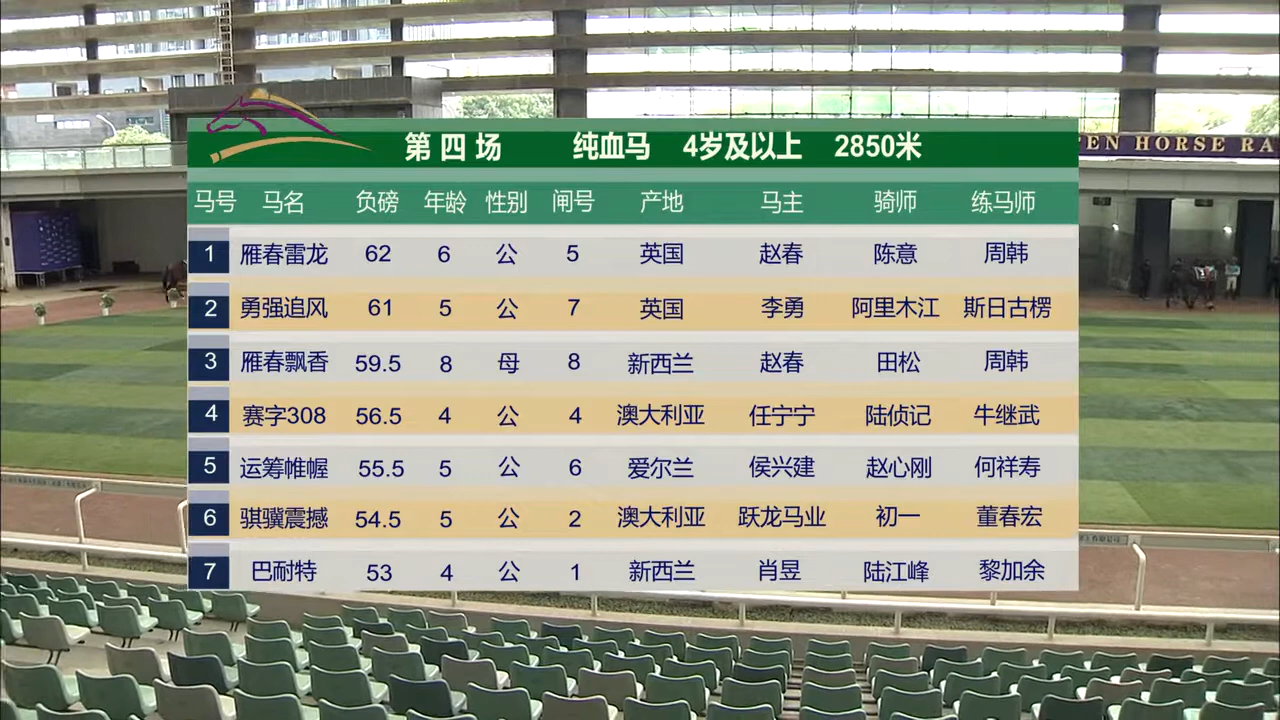 第四场 纯血马 4岁及以上 2850米
EN HORSE RA
马号 马名 负磅 年龄 性别 闸号 产地 马主 骑师 练马师
1 雁春雷龙 62 6 公 5 英国 赵春 陈意 周韩
2 勇强追风 61 5 公 7 英国 李勇 阿里木江 斯日古楞
3 雁春飘香 59.5 8 母 8 新西兰 赵春 田松 周韩
4 赛字308 56.5 4 公 4 澳大利亚 任宁宁 陆侦记 牛继武
5 运筹帷幄 55.5 5 公 6 爱尔兰 侯兴建 赵心刚 何祥寿
6 骐骥震撼 54.5 5 公 2 澳大利亚 跃龙马业 初一 董春宏
7 巴耐特 53 4 公 1 新西兰 肖昱 陆江峰 黎加余